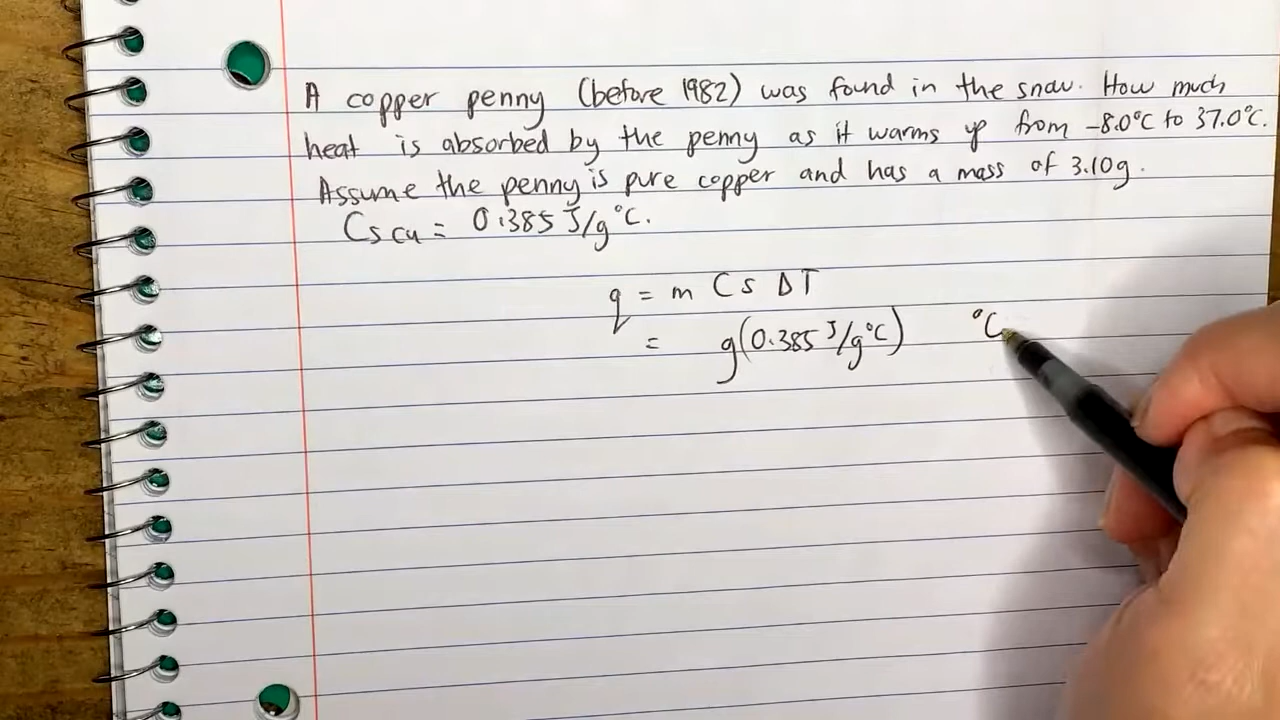 A copper penny (before 1982) was found in the snow. How much
heat is absorbed by the penny as it warms up from -8.0°C to 37.0°C.
Assume the penny is pure copper and has a mass of 3.10g.
Cs Cu = 0.385 J/g°C.
q = m Cs ΔT
= g(0.385 J/g°C) °C